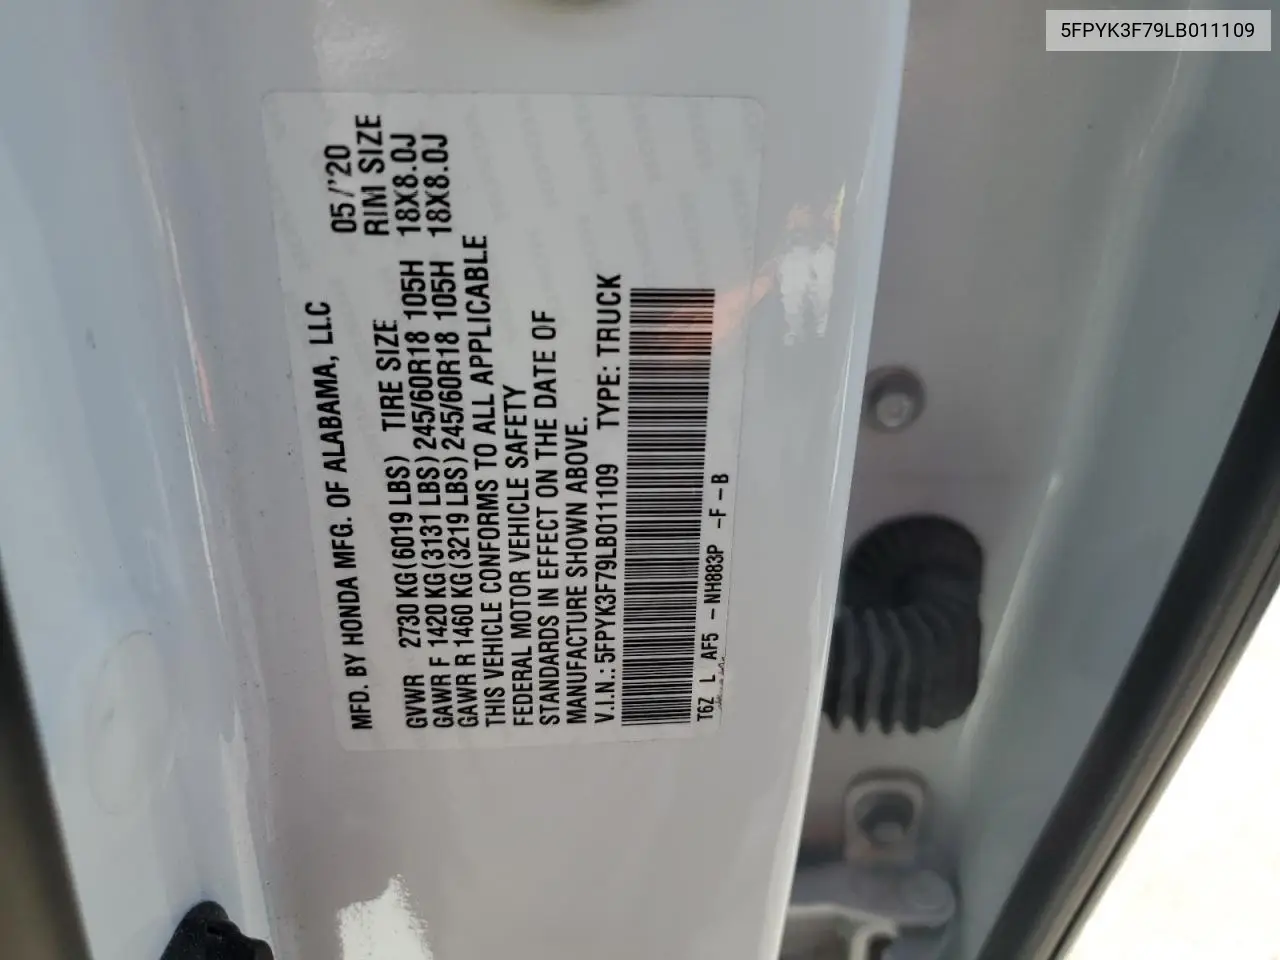 5FPYK3F79LB011109
MFD. BY HONDA MFG. OF ALABAMA, LLC 05/'20
GVWR 2730 KG(6019 LBS) TIRE SIZE RIM SIZE
GAWR F 1420 KG(3131 LBS)245/60R18 105H 18X8.0J
GAWR R 1460 KG(3219 LBS)245/60R18 105H 18X8.0J
THIS VEHICLE CONFORMS TO ALL APPLICABLE
FEDERAL MOTOR VEHICLE SAFETY
STANDARDS IN EFFECT ON THE DATE OF
MANUFACTURE SHOWN ABOVE.
V.I.N.: 5FPYK3F79LB011109 TYPE: TRUCK
T6Z L AF5 - NH883P -F-B